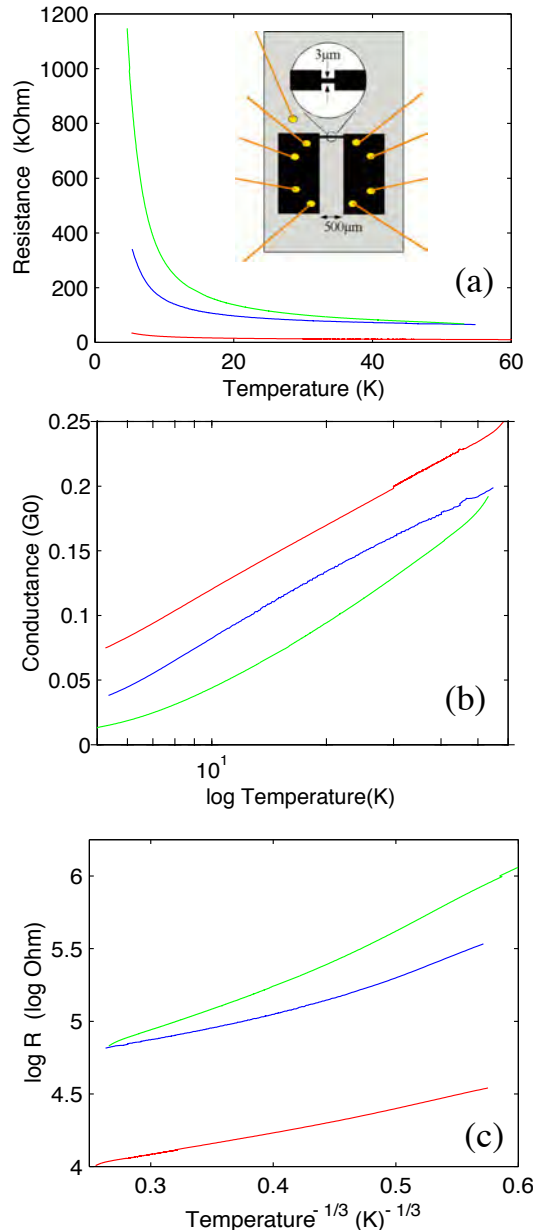 1200
1000
800
600
400
200
0
Resistance (kOhm)
3μm
500μm
(a)
0 20 40 60
Temperature (K)
0.25
0.2
0.15
0.1
0.05
0
Conductance (G0)
(b)
10¹
log Temperature(K)
6
5.5
5
4.5
4
log R (log Ohm)
(c)
0.3 0.4 0.5 0.6
Temperature⁻ ¹/³ (K)⁻ ¹/³